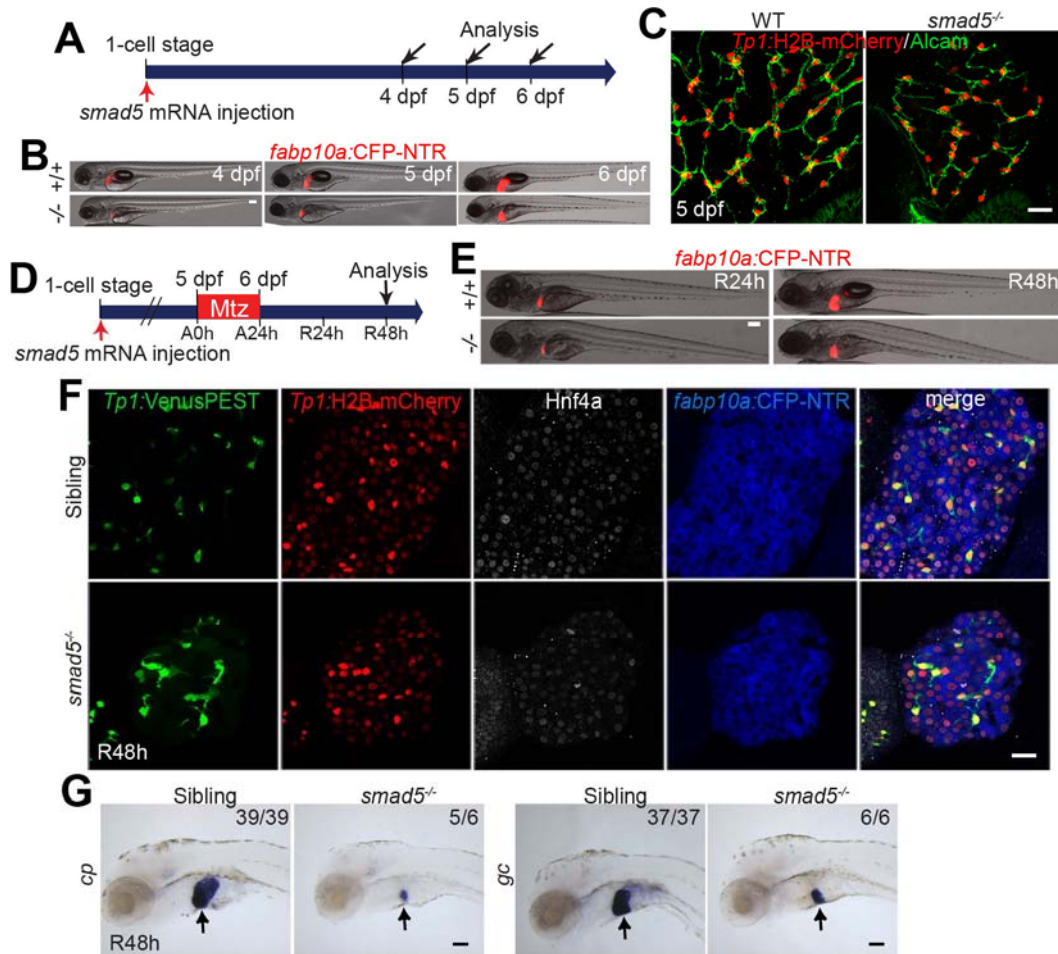 A
1-cell stage
Analysis
4 dpf
5 dpf
6 dpf
smad5 mRNA injection
B
fabp10a:CFP-NTR
+/+
4 dpf
5 dpf
6 dpf
-/-
C
WT
smad5-/-
Tp1:H2B-mCherry/Alcam
5 dpf
D
1-cell stage
5 dpf
6 dpf
Analysis
Mtz
A0h
A24h
R24h
R48h
smad5 mRNA injection
E
fabp10a:CFP-NTR
+/+
R24h
R48h
-/-
F
Tp1:VenusPEST
Tp1:H2B-mCherry
Hnf4a
fabp10a:CFP-NTR
merge
Sibling
smad5-/-
R48h
G
Sibling
smad5-/-
Sibling
smad5-/-
39/39
5/6
37/37
6/6
cp
gc
R48h